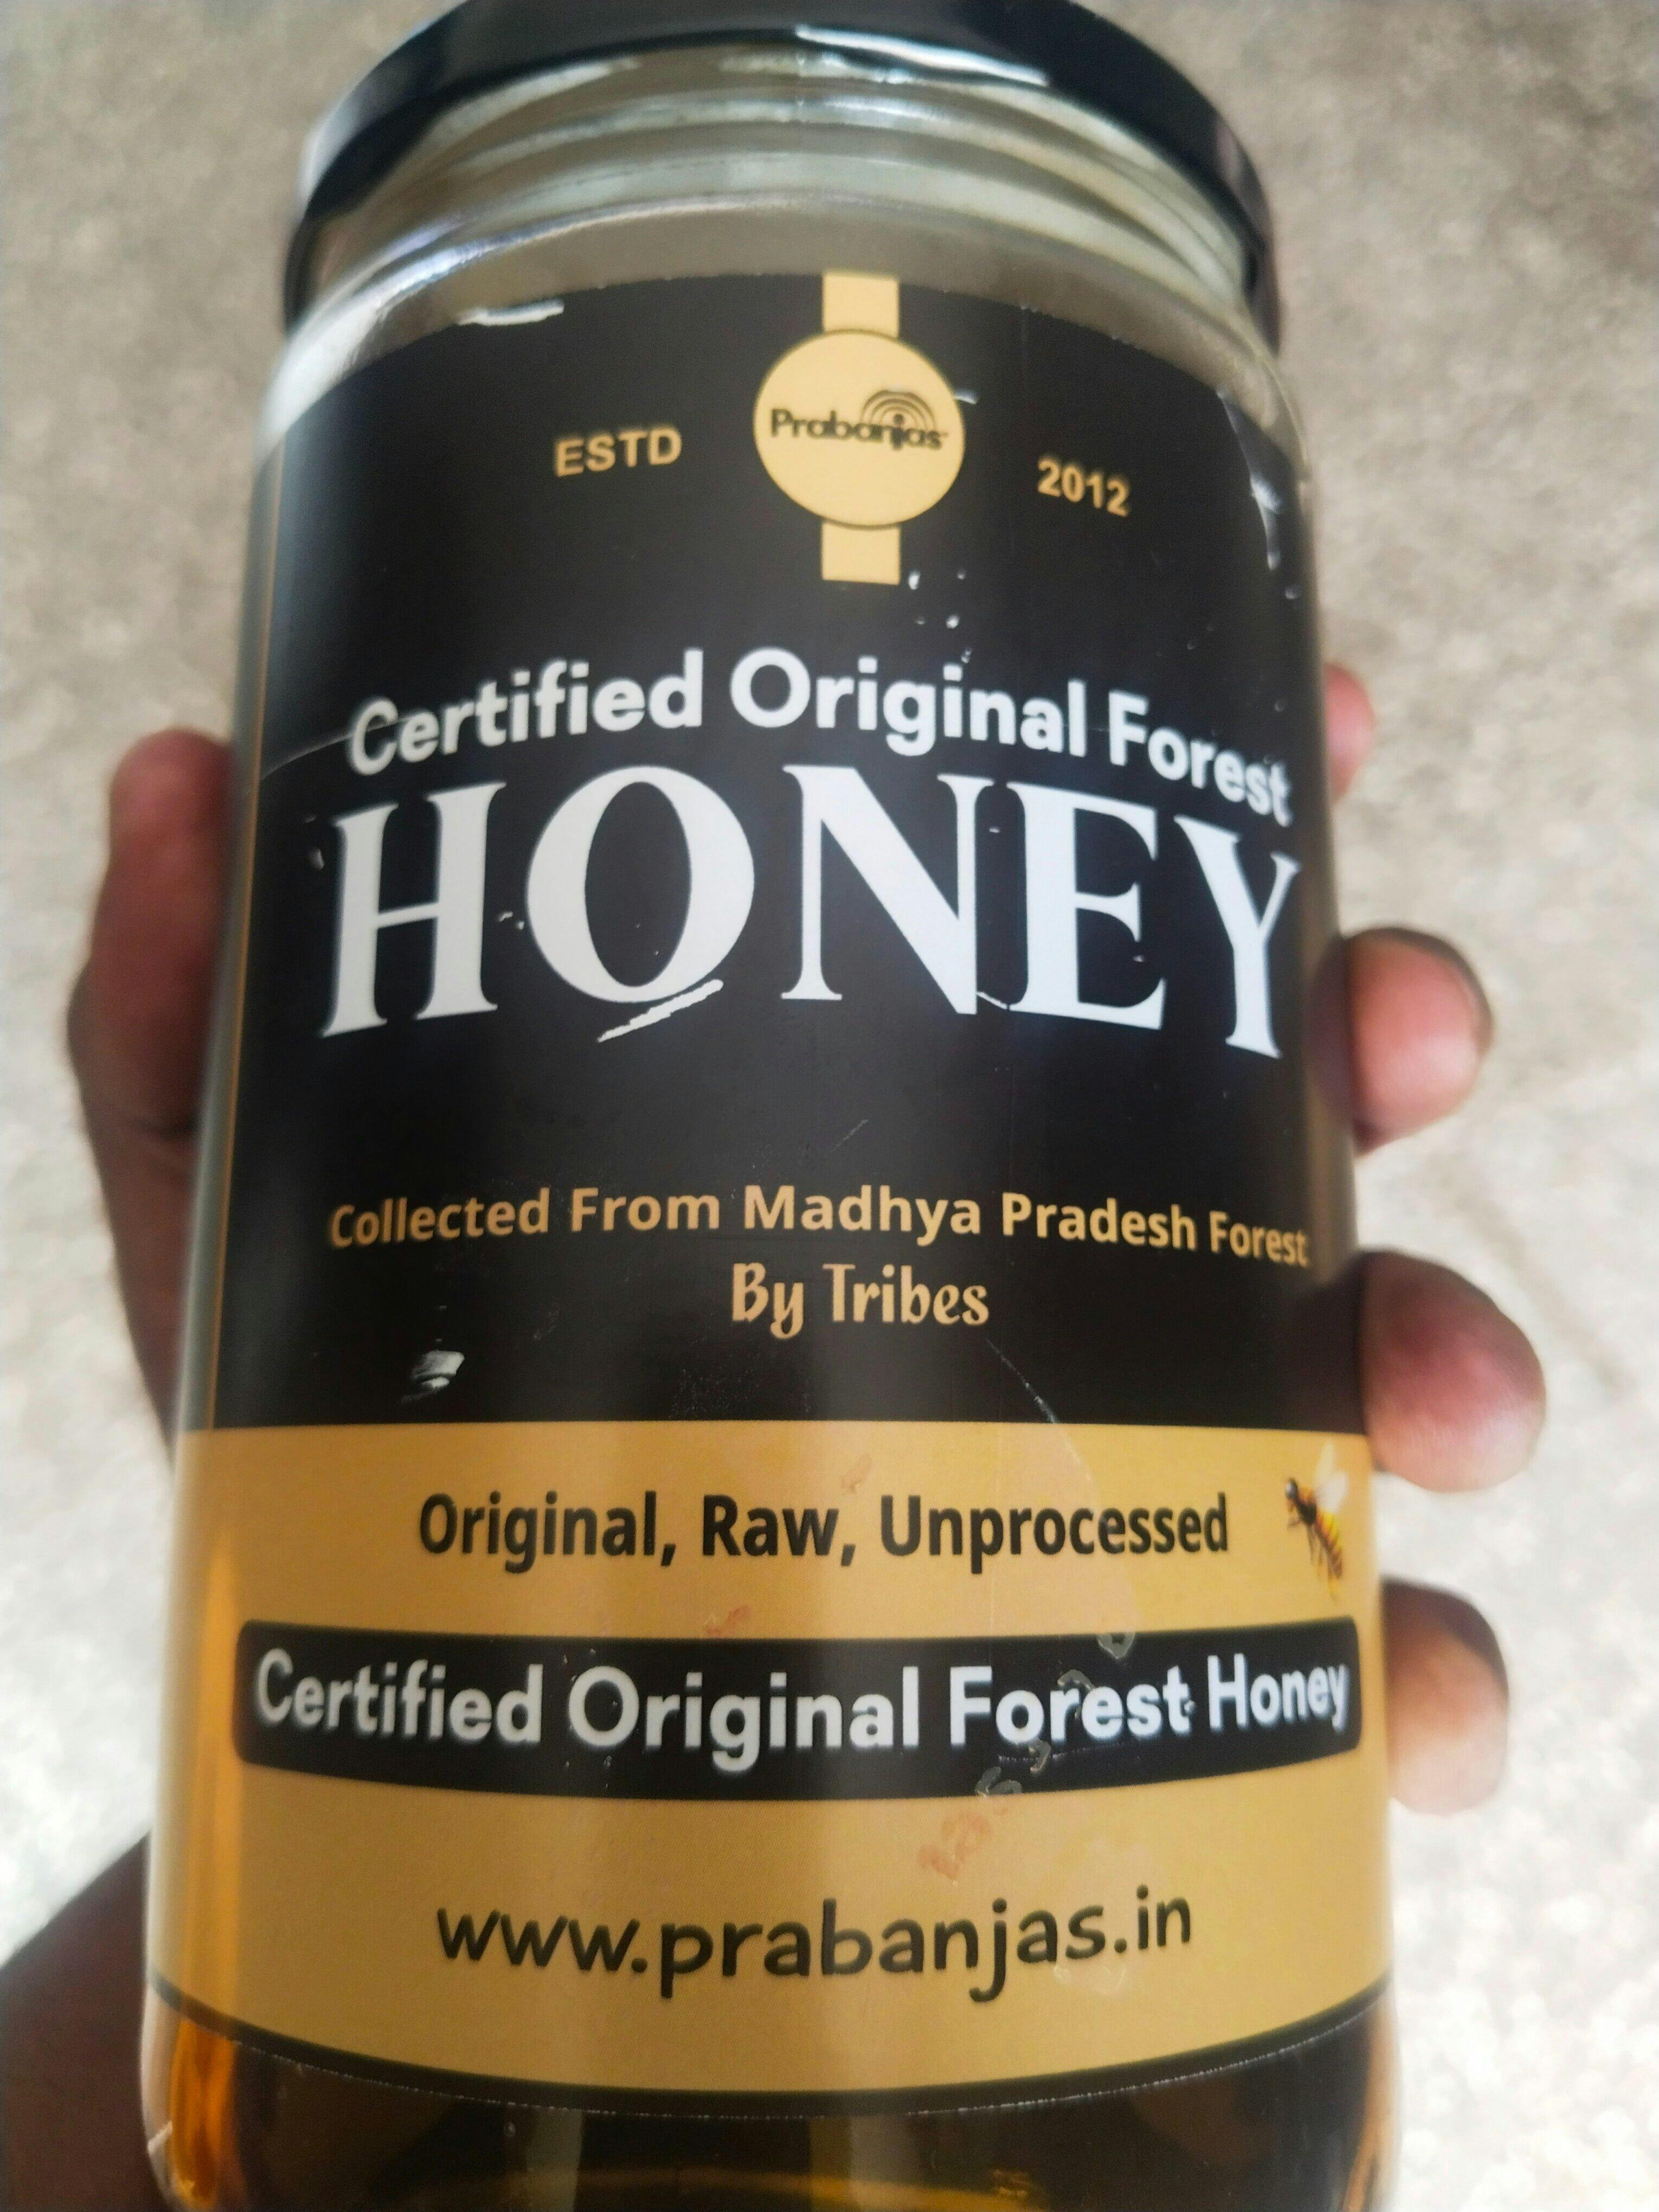 Prabanjas
ESTD 2012
Certified Original Forest
HONEY
Collected From Madhya Pradesh Forest
By Tribes
Original, Raw, Unprocessed
Certified Original Forest Honey
www.prabanjas.in